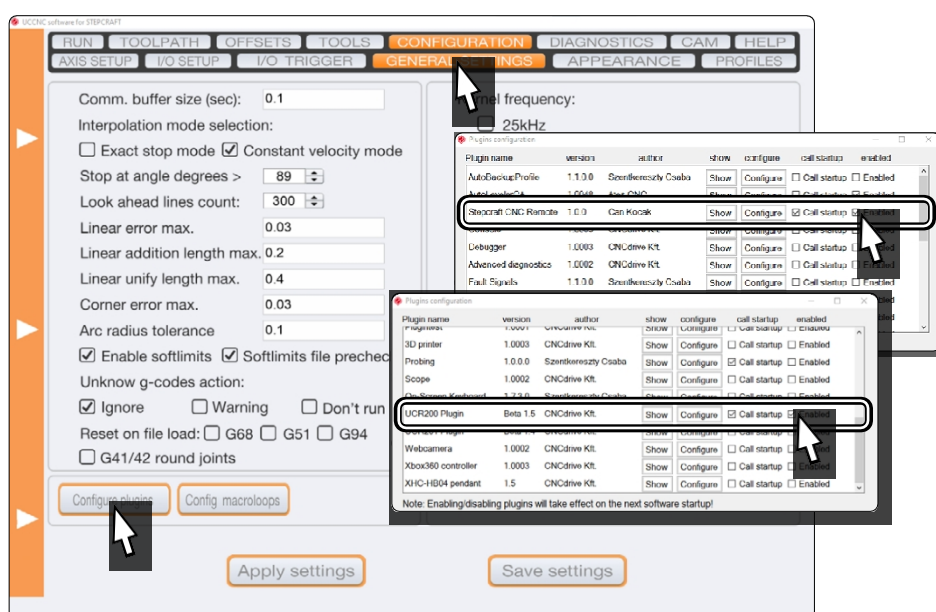 UCCNC software for STEPCRAFT
RUN TOOLPATH OFFSETS TOOLS CONFIGURATION DIAGNOSTICS CAM HELP
AXIS SETUP I/O SETUP I/O TRIGGER GENERAL SETTINGS APPEARANCE PROFILES
Comm. buffer size (sec): 0.1
Interpolation mode selection:
Exact stop mode Constant velocity mode
Stop at angle degrees > 89
Look ahead lines count: 300
Linear error max. 0.03
Linear addition length max. 0.2
Linear unify length max. 0.4
Corner error max. 0.03
Arc radius tolerance 0.1
Enable softlimits Softlimits file prechec
Unknow g-codes action:
Ignore Warning Don't run
Reset on file load: G68 G51 G94
G41/42 round joints
Configure plugins Config macroloops
Apply settings Save settings
frequency:
25kHz
Plugins configuration
Plugin name version author show configure call startup enabled
AutoBackupProfile 1.1.0.0 Szentkereszty Csaba Show Configure Call startup Enabled
Stepcraft CNC Remote 1.0.0 Can Kocak Show Configure Call startup Enabled
Debugger 1.0003 CNCdrive Kft. Show Configure Call startup
Advanced diagnostics 1.0002 CNCdrive Kft. Show Configure Call startup
Fault Signals 1.1.0.0 Szentkereszty Csaba Show Configure Call startup Enabled
Plugins configuration
Plugin name version author show configure call startup enabled
3D printer 1.0003 CNCdrive Kft. Show Configure Call startup Enabled
Probing 1.0.0.0 Szentkereszty Csaba Show Configure Call startup Enabled
Scope 1.0002 CNCdrive Kft. Show Configure Call startup Enabled
UCR200 Plugin Beta 1.5 CNCdrive Kft. Show Configure Call startup Enabled
Webcamera 1.0002 CNCdrive Kft. Show Configure Call startup Enabled
Xbox360 controller 1.0003 CNCdrive Kft. Show Configure Call startup Enabled
XHC-HB04 pendant 1.5 CNCdrive Kft. Show Configure Call startup Enabled
Note: Enabling/disabling plugins will take effect on the next software startup!